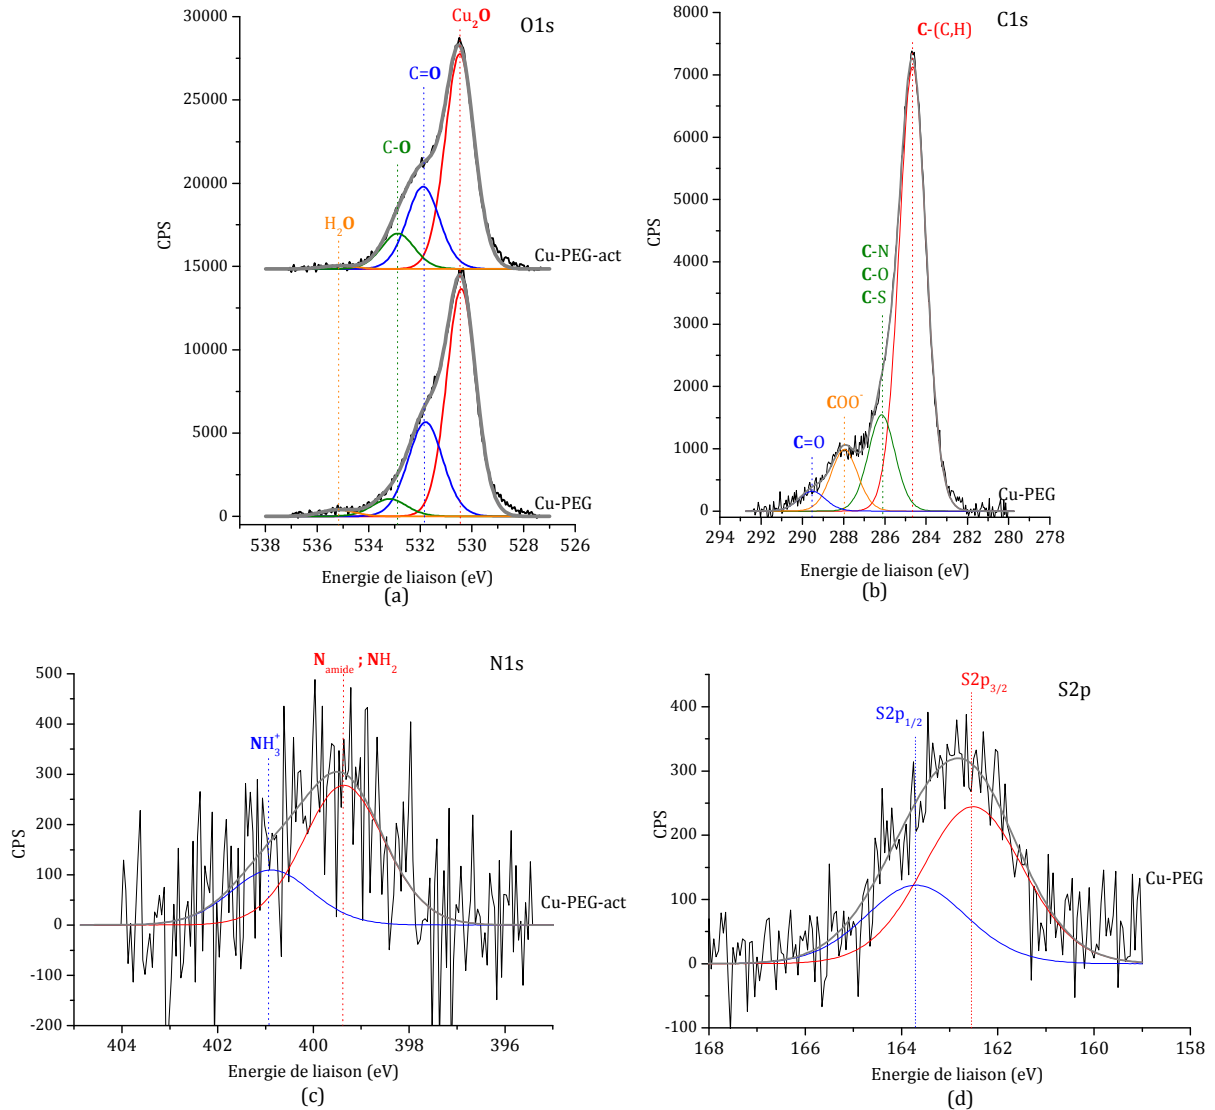 O1s
30000
25000
20000
15000
10000
5000
0
CPS
Cu₂O
C=O
C-O
H₂O
Cu-PEG-act
Cu-PEG
538 536 534 532 530 528 526
Energie de liaison (eV)
(a)
C1s
8000
7000
6000
5000
4000
3000
2000
1000
0
CPS
C-(C,H)
C-N
C-O
C-S
COO⁻
C=O
Cu-PEG
294 292 290 288 286 284 282 280 278
Energie de liaison (eV)
(b)
N1s
500
400
300
200
100
0
-100
-200
CPS
N amide ; NH₂
NH₃⁺
Cu-PEG-act
404 402 400 398 396
Energie de liaison (eV)
(c)
S2p
400
300
200
100
0
-100
CPS
S2p₃/₂
S2p₁/₂
Cu-PEG
168 166 164 162 160 158
Energie de liaison (eV)
(d)